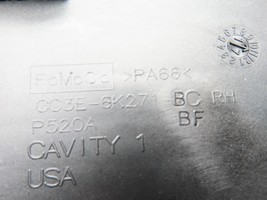 FoMoCo >PA66<
CC3E-6K271 BC RH
P520A BF
CAVITY 1
USA